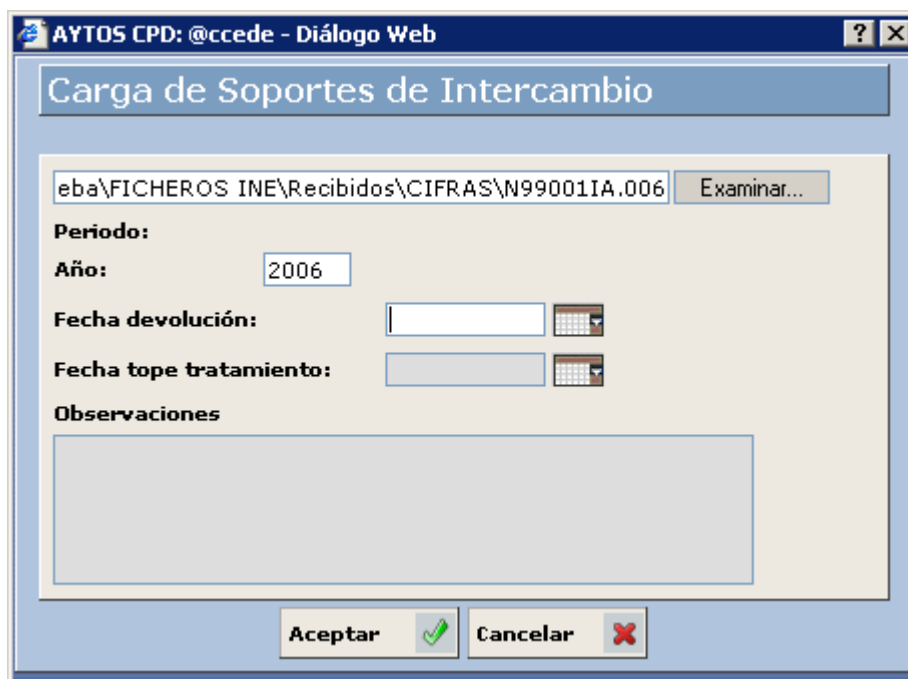 AYTOS CPD: @ccede - Diálogo Web
Carga de Soportes de Intercambio
eba\FICHEROS INE\Recibidos\CIFRAS\N99001IA.006 Examinar...
Periodo:
Año: 2006
Fecha devolución:
Fecha tope tratamiento:
Observaciones
Aceptar Cancelar